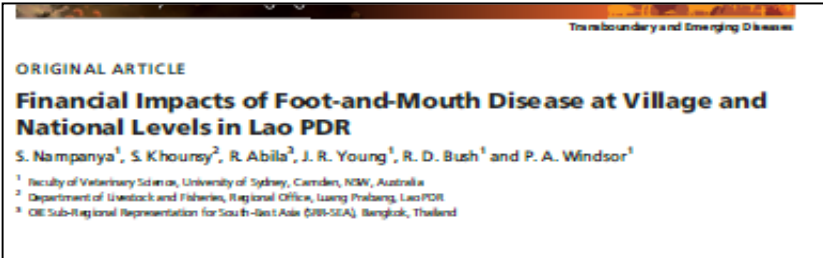 Transboundary and Emerging Diseases
ORIGINAL ARTICLE
Financial Impacts of Foot-and-Mouth Disease at Village and
National Levels in Lao PDR
S. Nampanya¹, S. Khounsy², R. Abila³, J. R. Young¹, R. D. Bush¹ and P. A. Windsor¹
¹ Faculty of Veterinary Science, University of Sydney, Camden, NSW, Australia
² Department of Livestock and Fisheries, Regional Office, Luang Prabang, Lao PDR
³ OIE Sub-Regional Representation for South-East Asia (SRR-SEA), Bangkok, Thailand